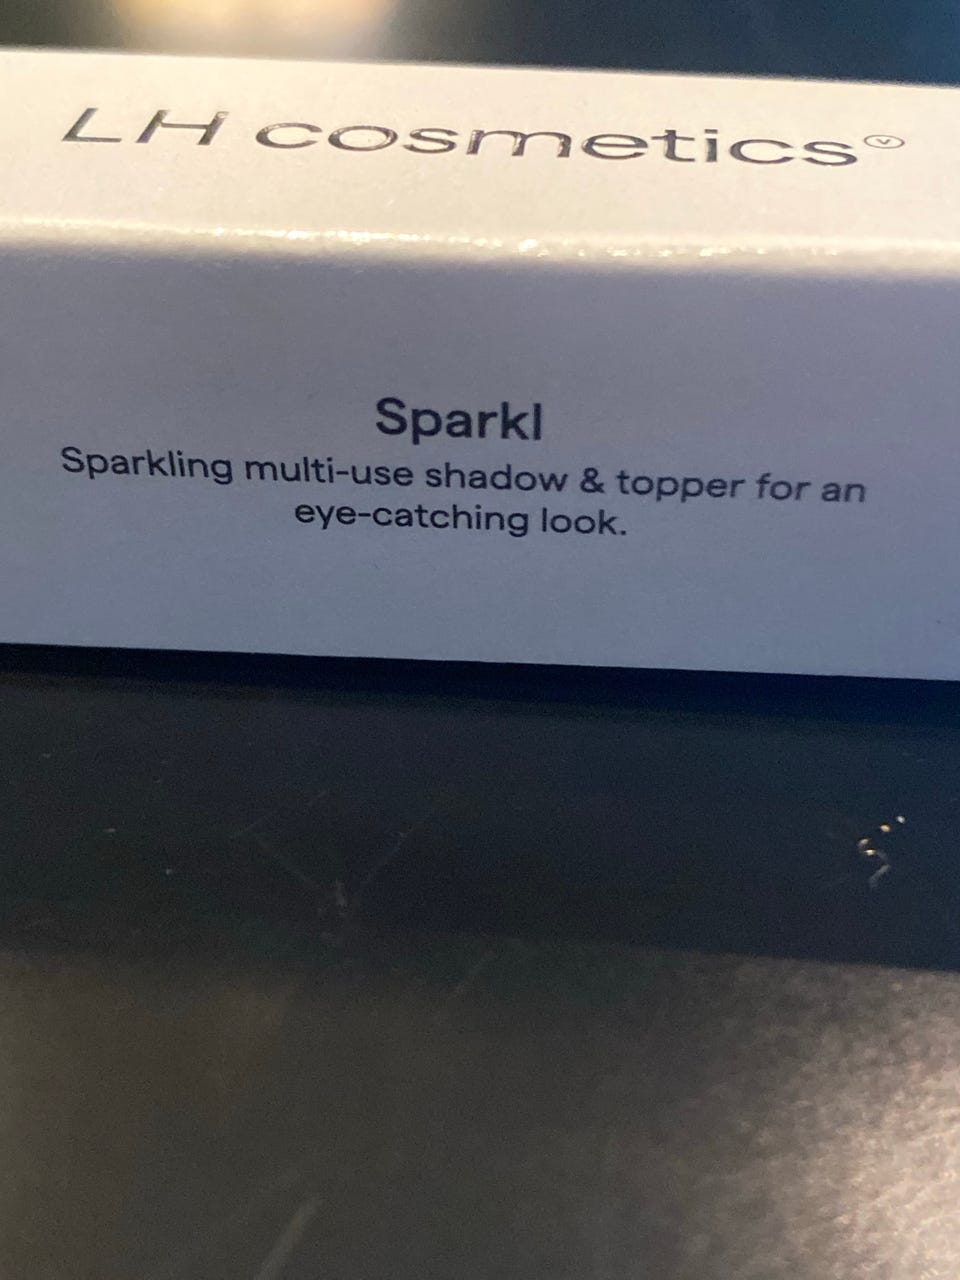 LH cosmetics
Sparkl
Sparkling multi-use shadow & topper for an
eye-catching look.